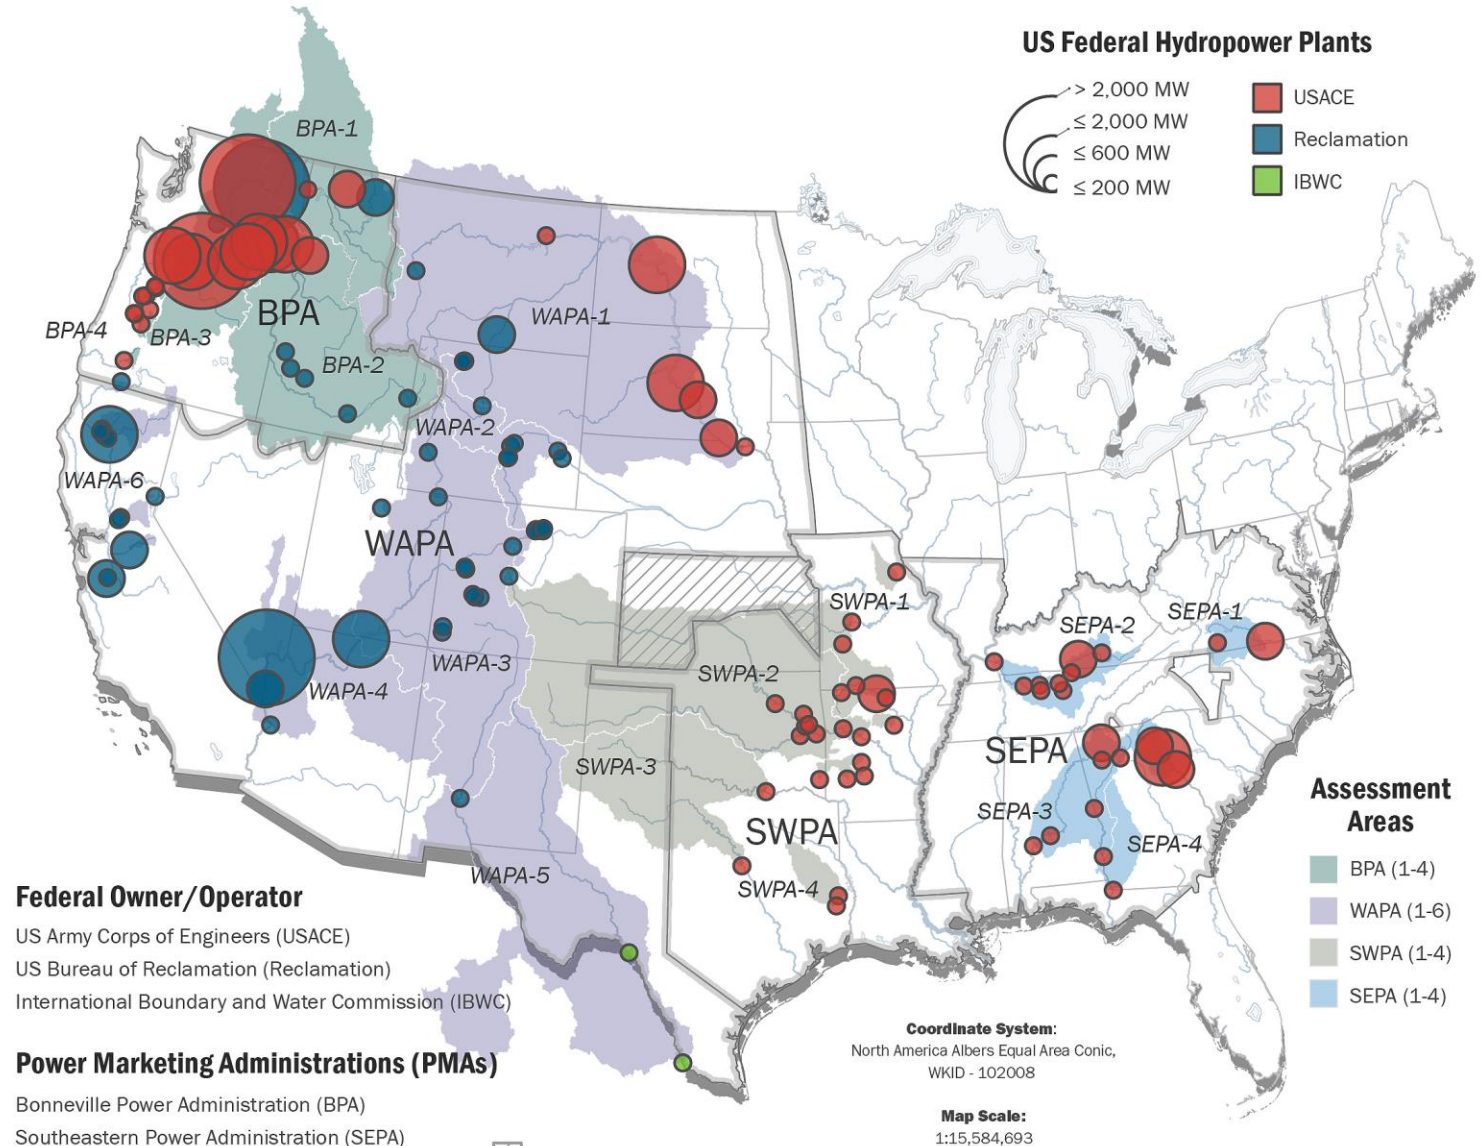 US Federal Hydropower Plants
> 2,000 MW
≤ 2,000 MW
≤ 600 MW
≤ 200 MW
USACE
Reclamation
IBWC
BPA-1
BPA
BPA-4
BPA-3
BPA-2
WAPA-1
WAPA-2
WAPA-6
WAPA
WAPA-3
WAPA-4
WAPA-5
SWPA-1
SWPA-2
SWPA-3
SWPA
SWPA-4
SEPA-1
SEPA-2
SEPA
SEPA-3
SEPA-4
Assessment
Areas
BPA (1-4)
WAPA (1-6)
SWPA (1-4)
SEPA (1-4)
Federal Owner/Operator
US Army Corps of Engineers (USACE)
US Bureau of Reclamation (Reclamation)
International Boundary and Water Commission (IBWC)
Power Marketing Administrations (PMAs)
Bonneville Power Administration (BPA)
Southeastern Power Administration (SEPA)
Coordinate System:
North America Albers Equal Area Conic,
WKID - 102008
Map Scale:
1:15,584,693